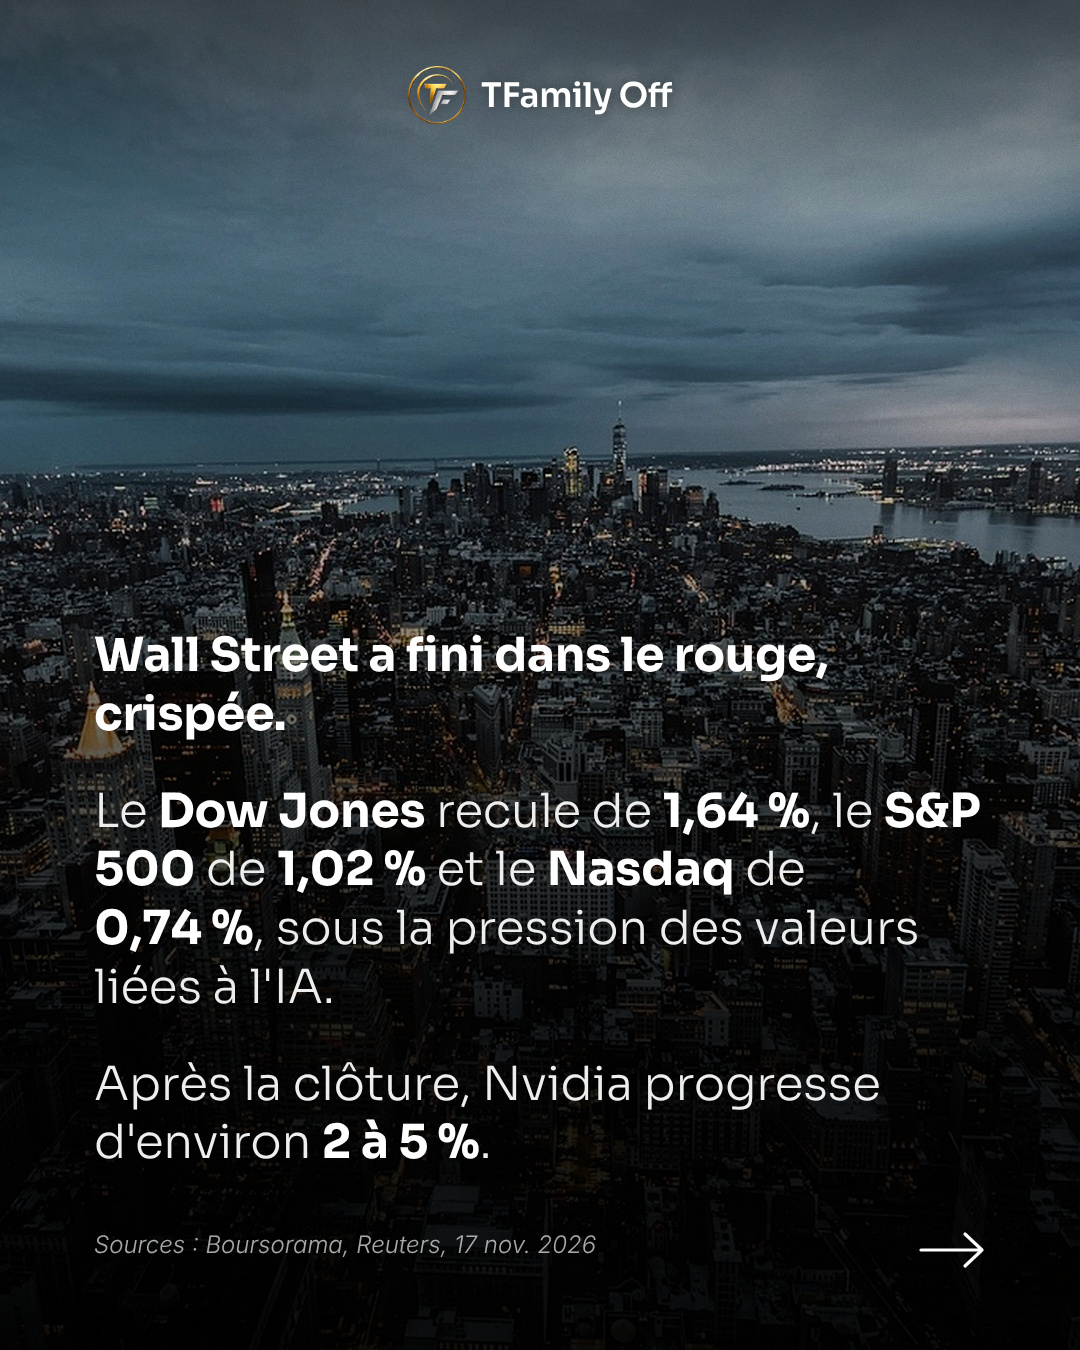 TFamily Off
Wall Street a fini dans le rouge,
crispée.
Le Dow Jones recule de 1,64 %, le S&P
500 de 1,02 % et le Nasdaq de
0,74 %, sous la pression des valeurs
liées à l'IA.
Après la clôture, Nvidia progresse
d'environ 2 à 5 %.
Sources : Boursorama, Reuters, 17 nov. 2026